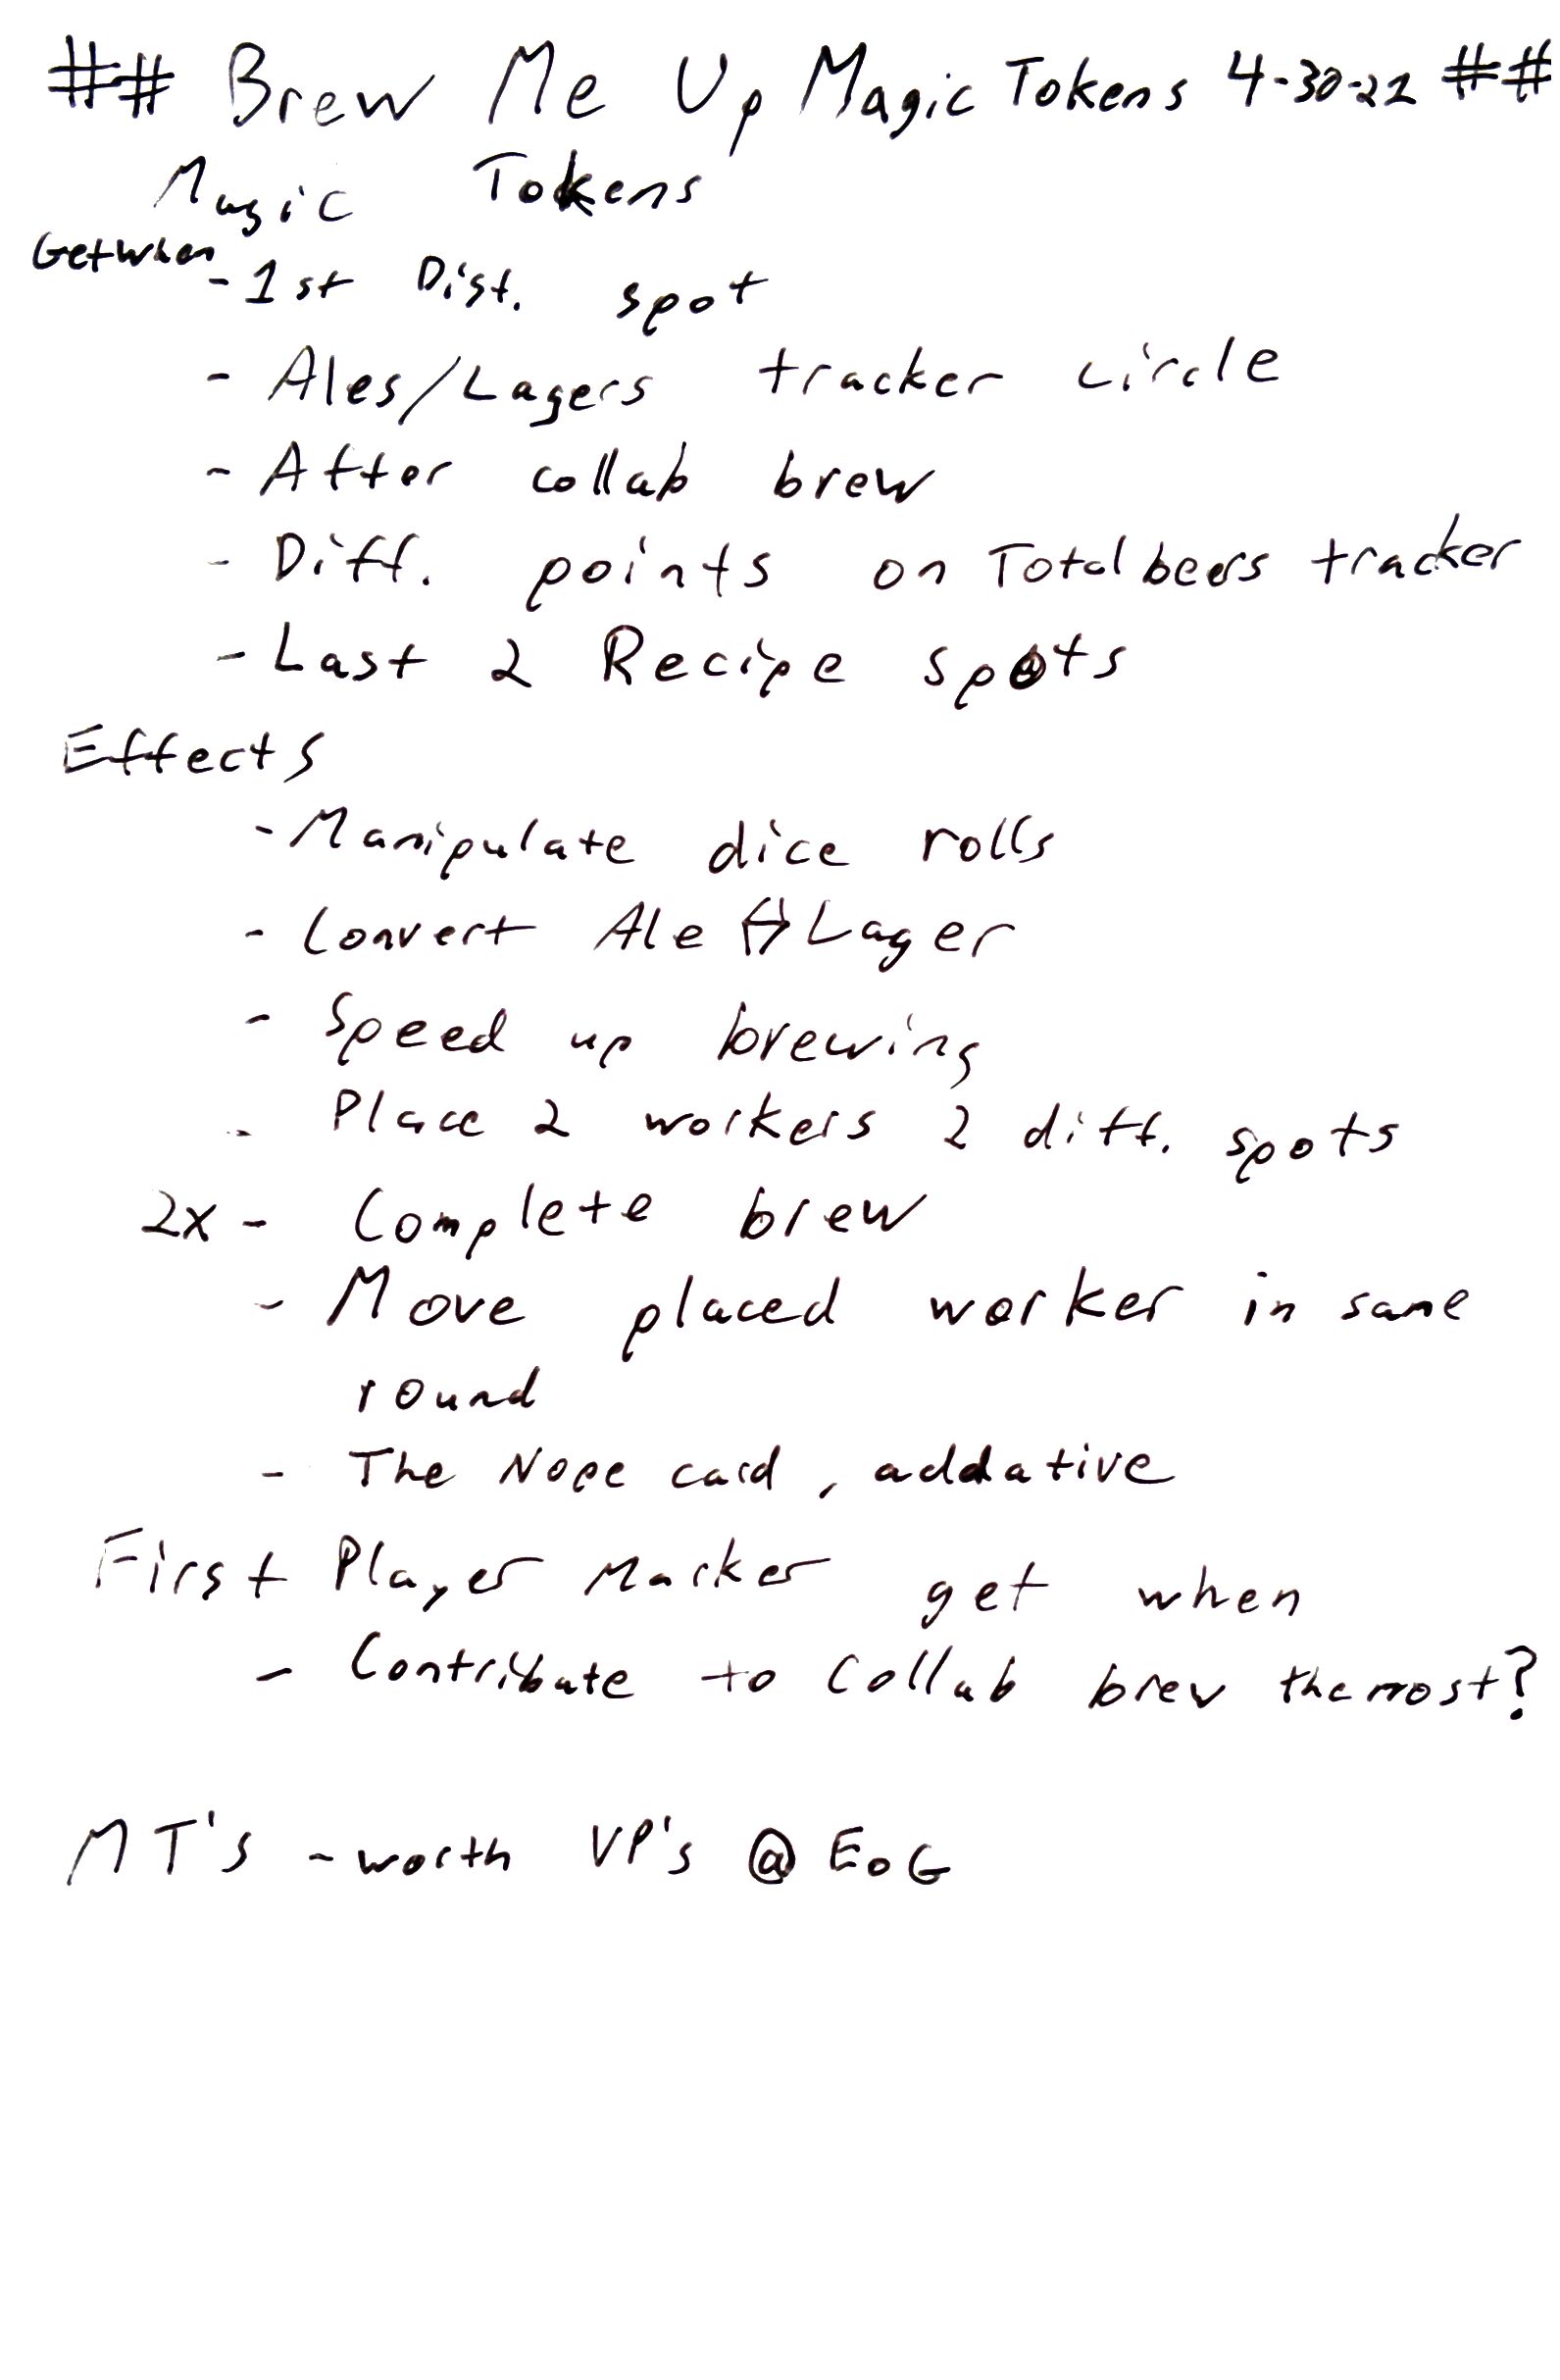 ## Brew Me Up Magic Tokens 4-30-22 ##
Magic Tokens
Get when
- 1st Dist. spot
- Ales/Lagers tracker circle
- After collab brew
- Diff. points on Total beers tracker
- Last 2 Recipe spots
Effects
- Manipulate dice rolls
- Convert Ale ↔ Lager
- Speed up brewing
- Place 2 workers 2 diff. spots
2x - Complete brew
- Move placed worker in same
round
- The Nope card, addative
First Player Marker get when
- Contribute to Collab brew the most?
MT's - worth VP's @ EoG